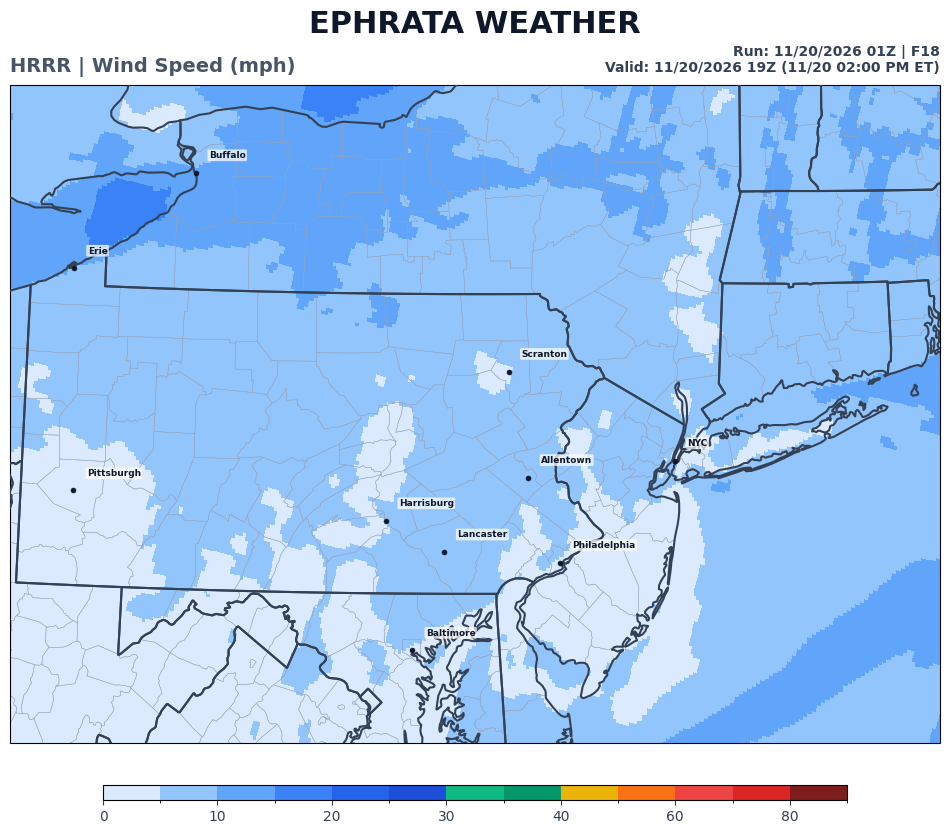 EPHRATA WEATHER
HRRR | Wind Speed (mph)
Run: 11/20/2026 01Z | F18
Valid: 11/20/2026 19Z (11/20 02:00 PM ET)
Buffalo
Erie
Scranton
NYC
Pittsburgh
Allentown
Harrisburg
Lancaster
Philadelphia
Baltimore
0 10 20 30 40 50 60 70 80